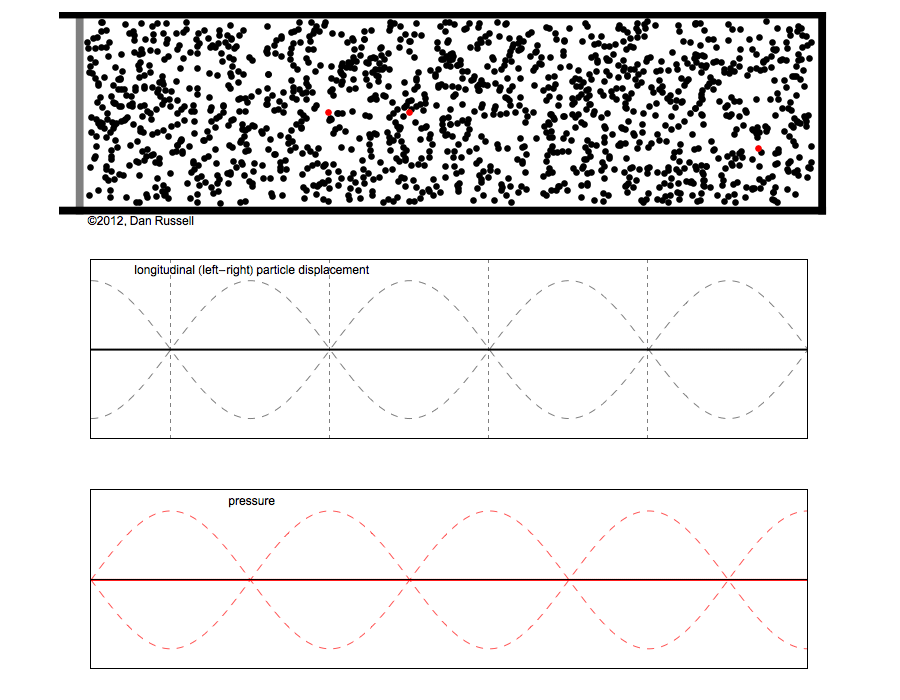 ©2012, Dan Russell
longitudinal (left−right) particle displacement
pressure